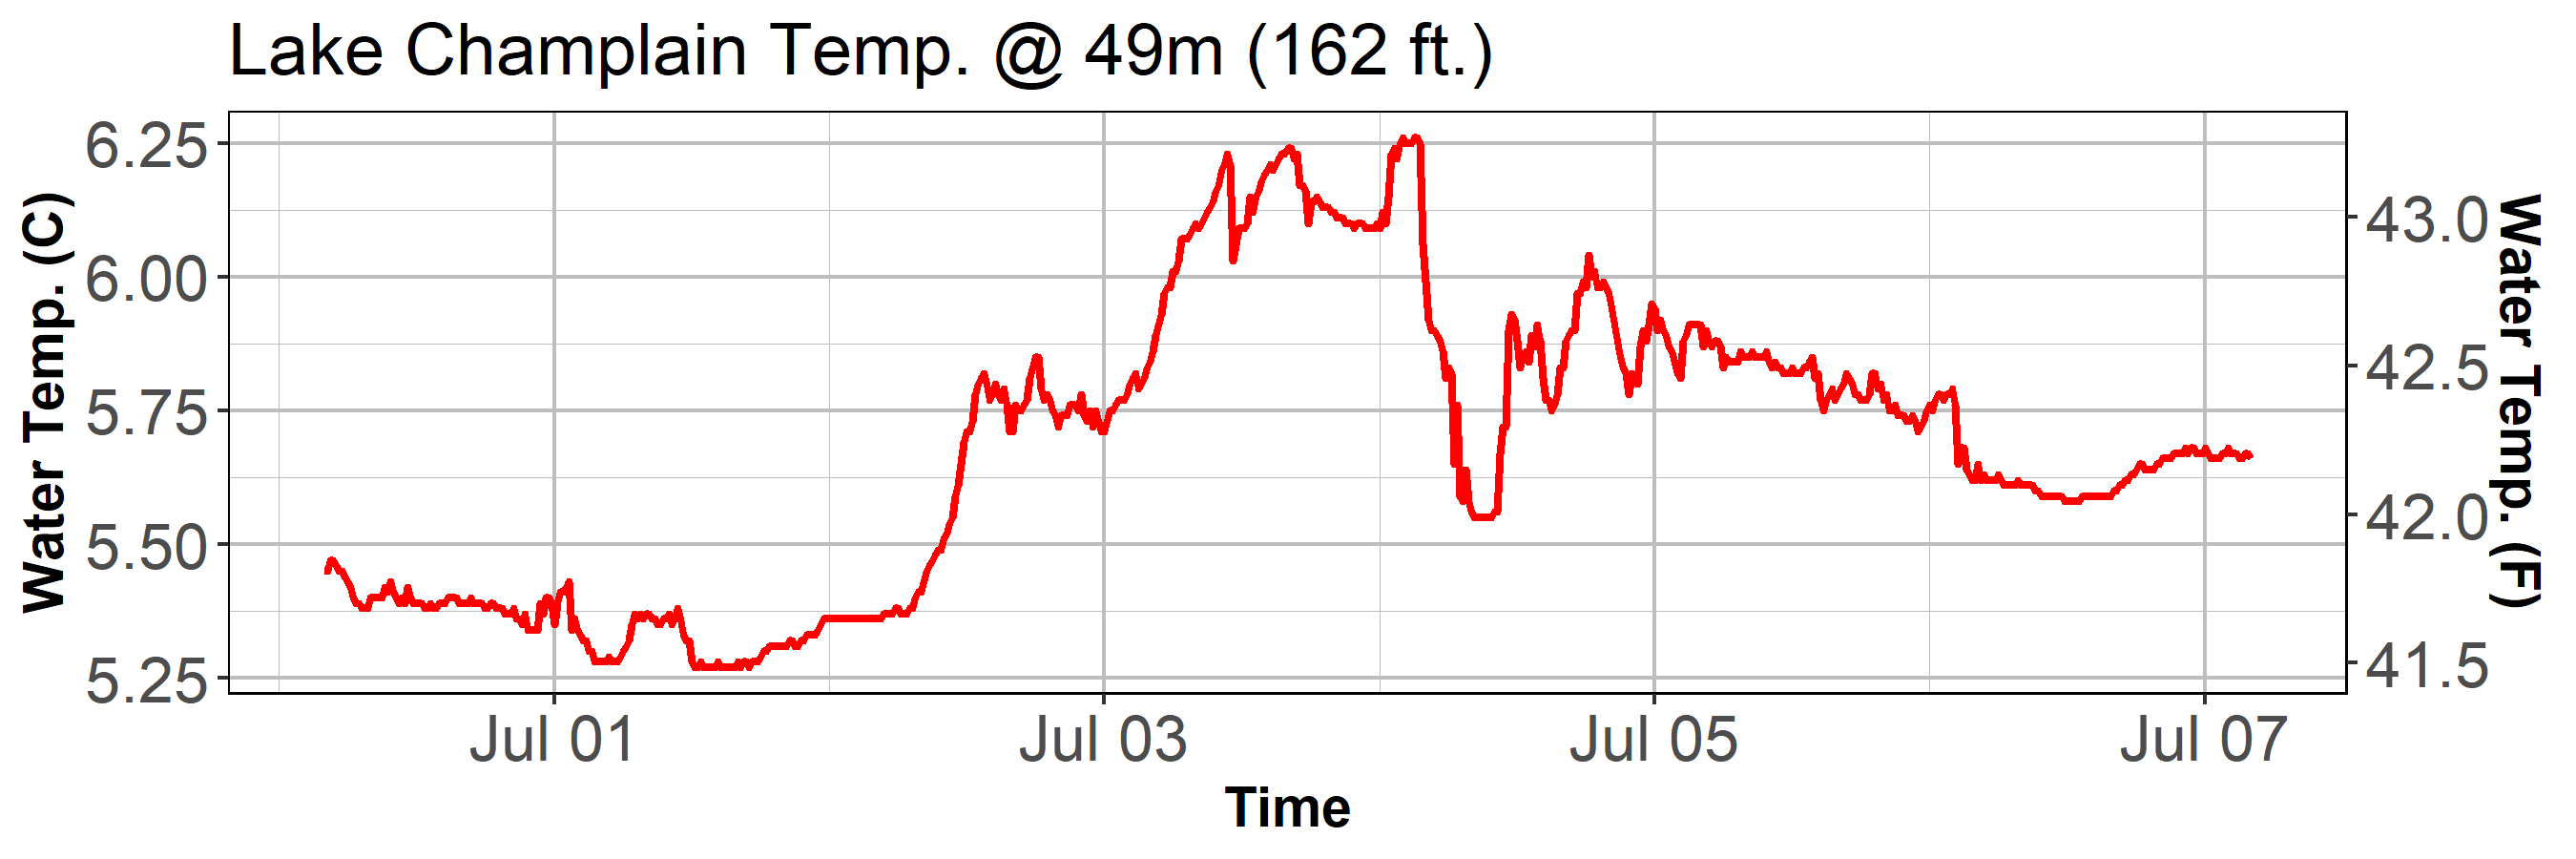 Lake Champlain Temp. @ 49m (162 ft.)
Water Temp. (C)
6.25
6.00
5.75
5.50
5.25
43.0
42.5
42.0
41.5
Water Temp. (F)
Jul 01
Jul 03
Jul 05
Jul 07
Time